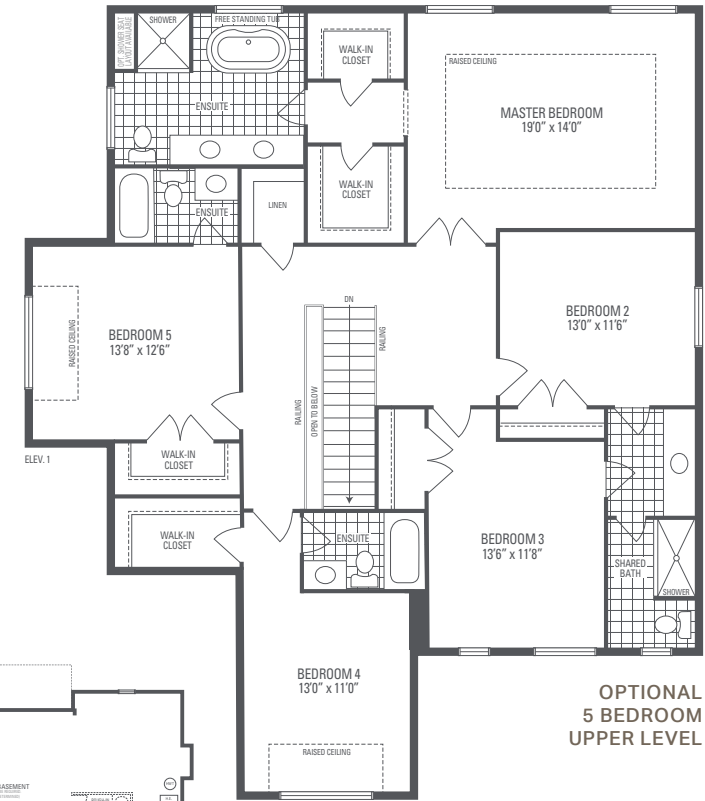 OPT. SHOWER SEAT
LAYOUT AVAILABLE
SHOWER
FREE STANDING TUB
WALK-IN
CLOSET
RAISED CEILING
MASTER BEDROOM
19'0" x 14'0"
ENSUITE
WALK-IN
CLOSET
LINEN
ENSUITE
DN
BEDROOM 2
13'0" x 11'6"
BEDROOM 5
13'8" x 12'6"
RAISED CEILING
RAILING
RAILING
OPEN TO BELOW
WALK-IN
CLOSET
ELEV. 1
WALK-IN
CLOSET
ENSUITE
BEDROOM 3
13'6" x 11'8"
SHARED
BATH
SHOWER
BEDROOM 4
13'0" x 11'0"
RAISED CEILING
OPTIONAL
5 BEDROOM
UPPER LEVEL
BASEMENT